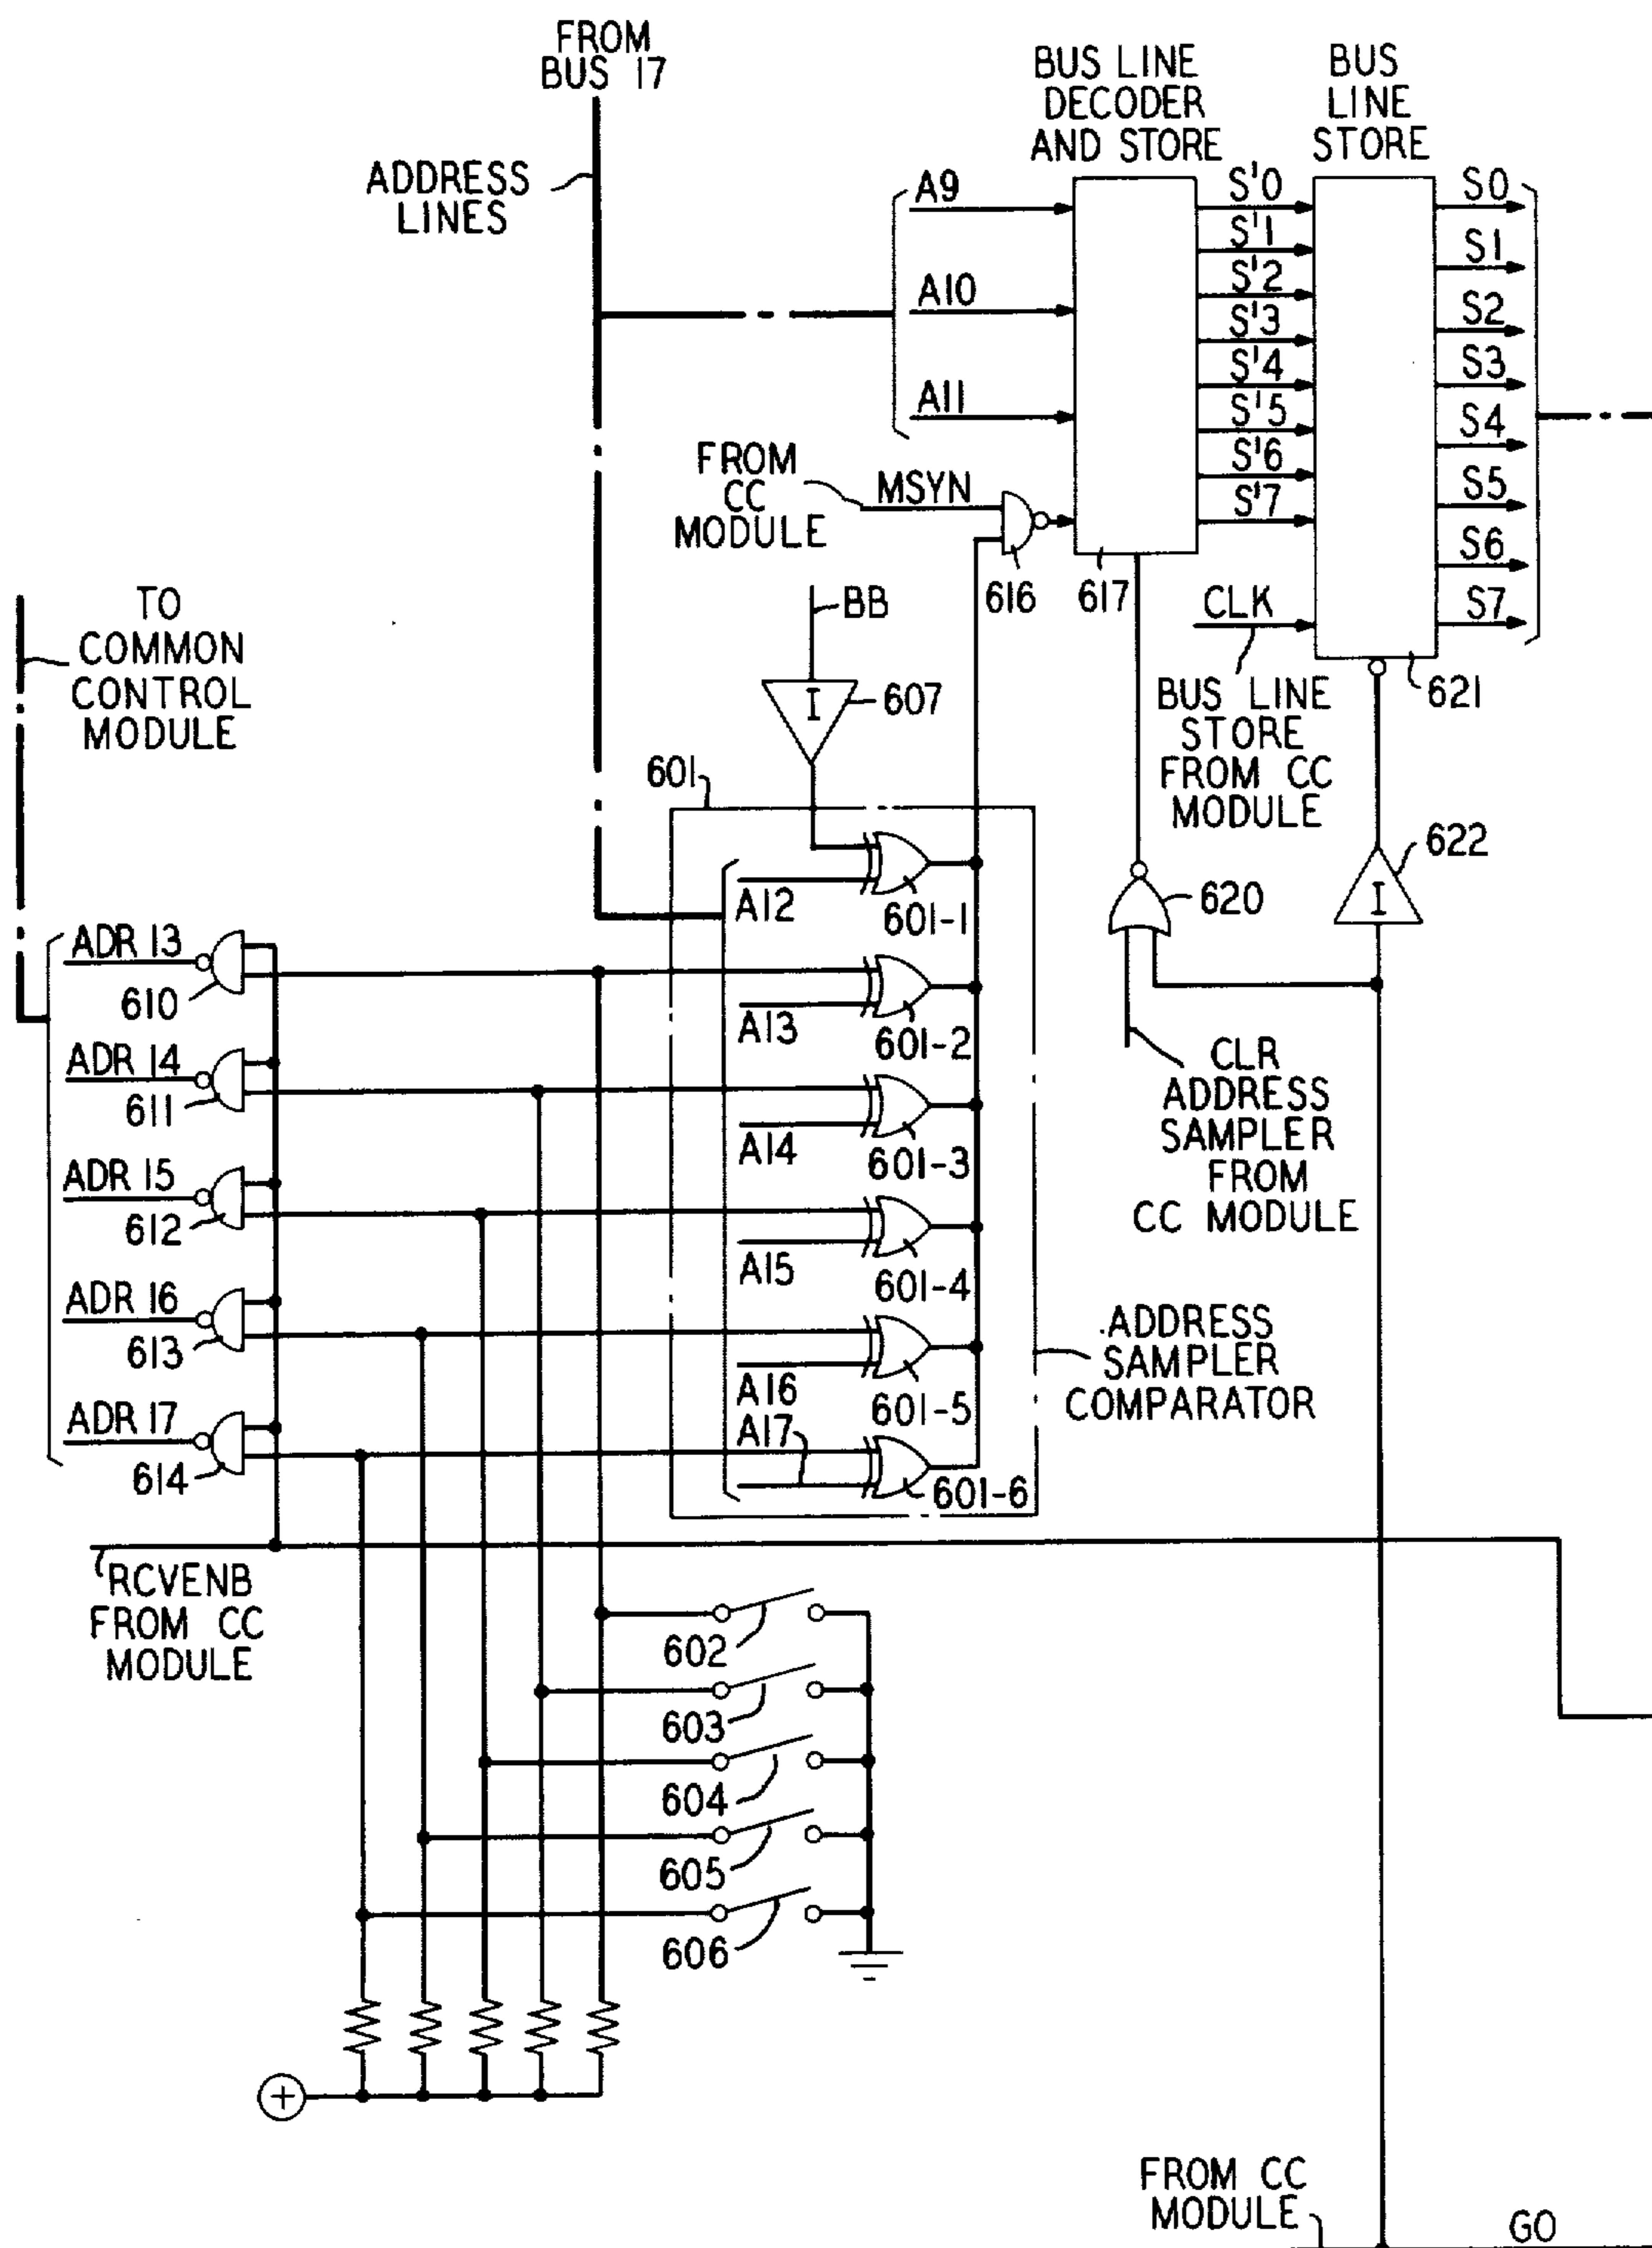 FROM
BUS 17
ADDRESS
LINES
BUS LINE
DECODER
AND STORE
BUS
LINE
STORE
A9
A10
A11
S'0
S'1
S'2
S'3
S'4
S'5
S'6
S'7
S0
S1
S2
S3
S4
S5
S6
S7
FROM
CC
MODULE
MSYN
616
617
CLK
621
BUS LINE
STORE
FROM CC
MODULE
TO
COMMON
CONTROL
MODULE
BB
I
607
601
A12
601-1
A13
601-2
A14
601-3
A15
601-4
A16
601-5
A17
601-6
620
I
622
CLR
ADDRESS
SAMPLER
FROM
CC MODULE
ADDRESS
SAMPLER
COMPARATOR
ADR 13
610
ADR 14
611
ADR 15
612
ADR 16
613
ADR 17
614
RCVENB
FROM CC
MODULE
602
603
604
605
606
+
FROM CC
MODULE
GO